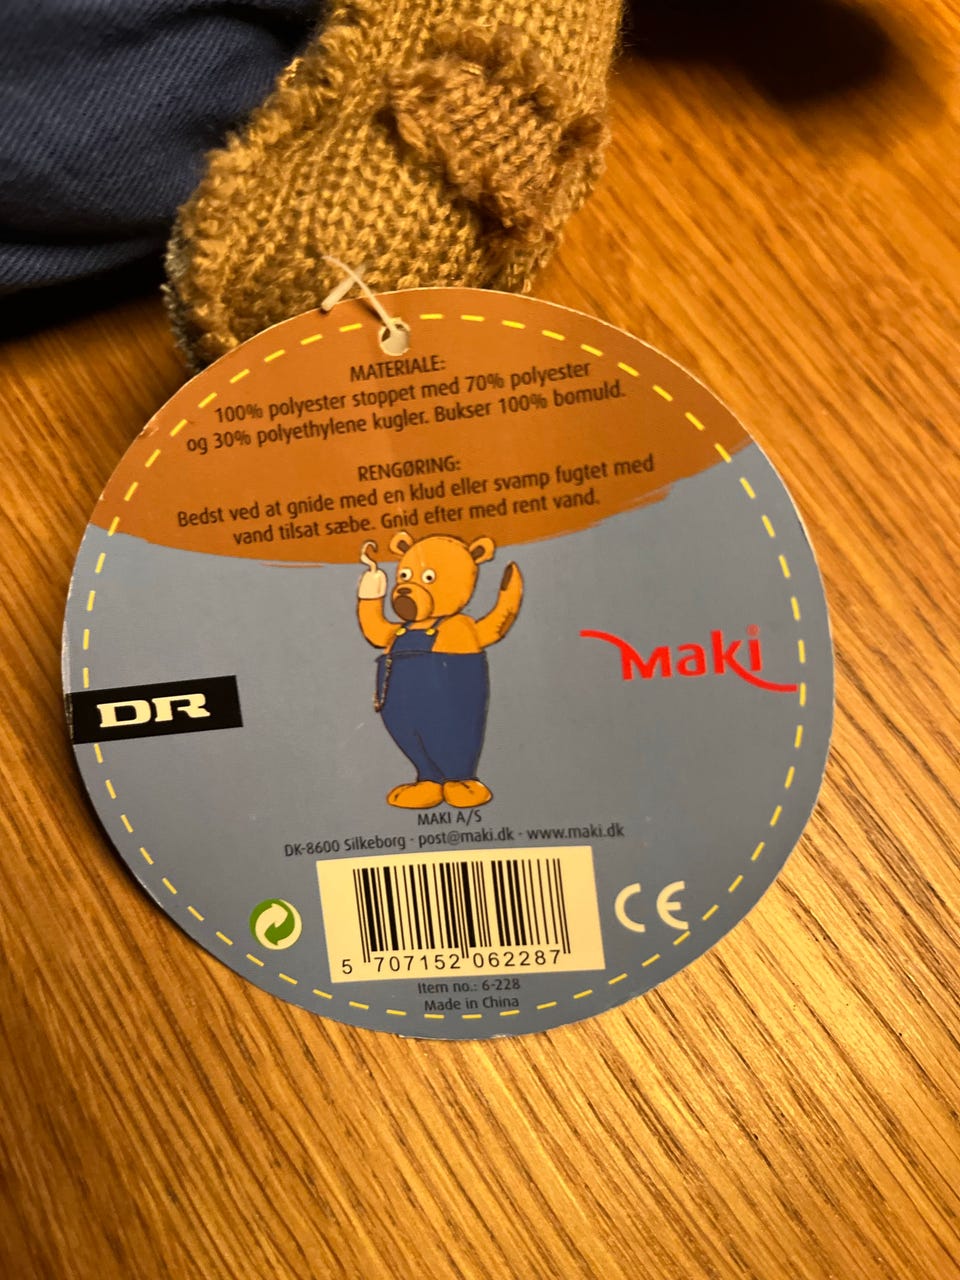 MATERIALE:
100% polyester stoppet med 70% polyester
og 30% polyethylene kugler. Bukser 100% bomuld.
RENGØRING:
Bedst ved at gnide med en klud eller svamp fugtet med
vand tilsat sæbe. Gnid efter med rent vand.
DR
maki®
MAKI A/S
DK-8600 Silkeborg - post@maki.dk - www.maki.dk
CE
5 707152 062287
Item no.: 6-228
Made in China